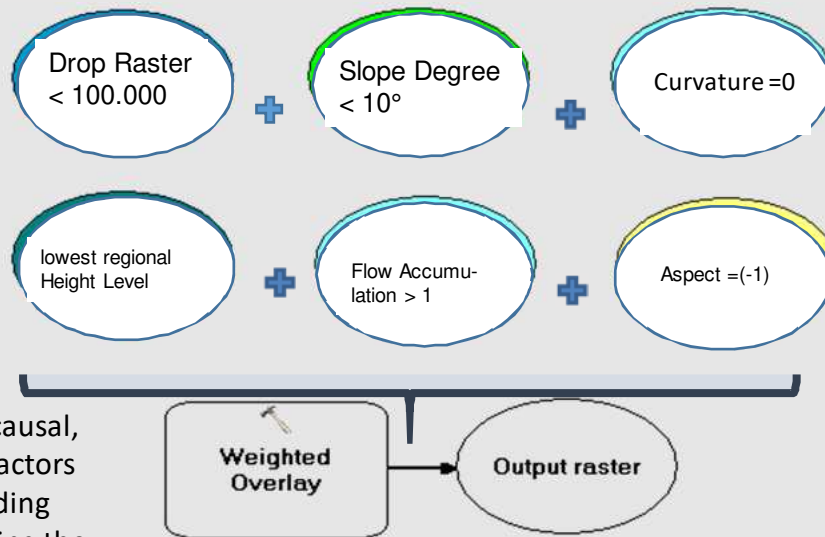 Drop Raster
< 100.000
Slope Degree
< 10°
Curvature =0
lowest regional
Height Level
Flow Accumu-
lation > 1
Aspect =(-1)
causal,
actors
ding
Weighted
Overlay
Output raster